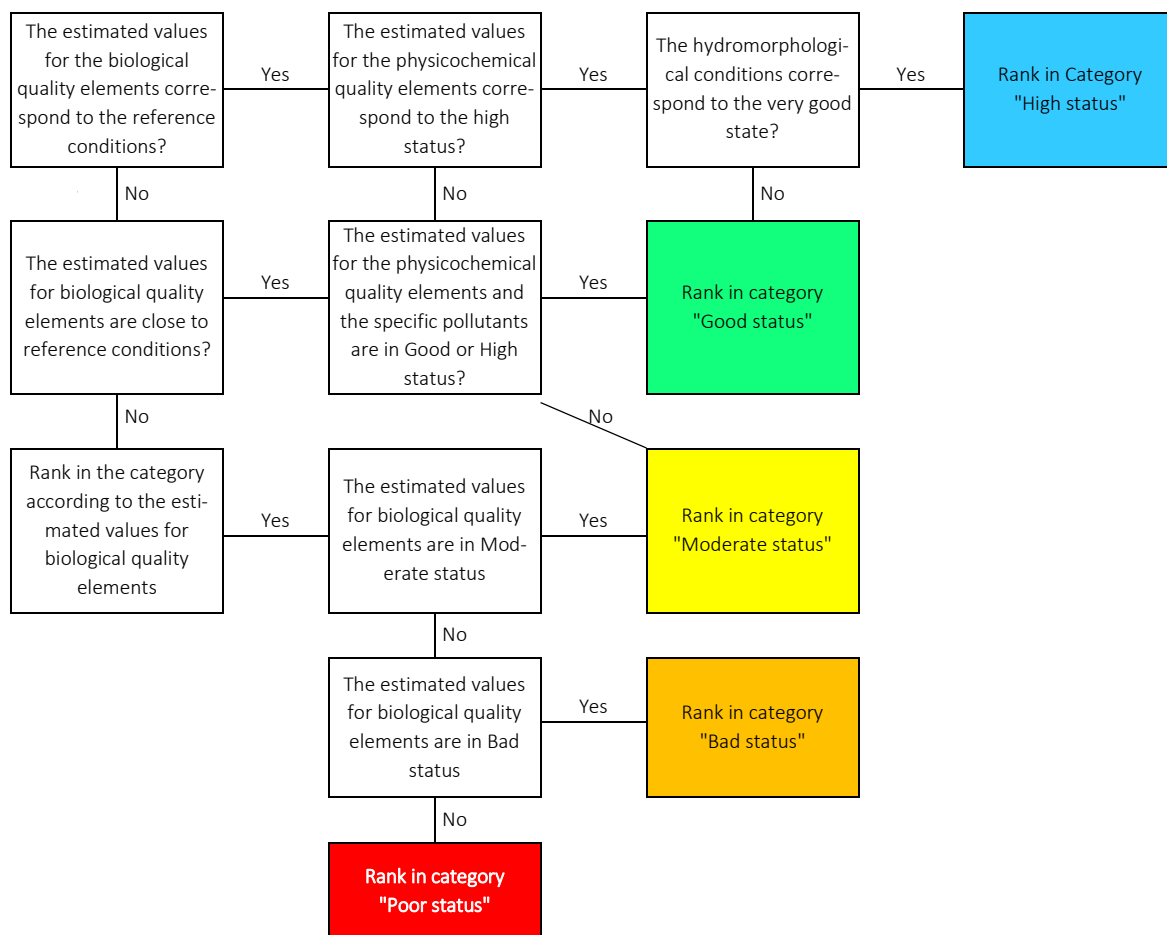 The estimated values
for the biological
quality elements corre-
spond to the reference
conditions?
Yes
The estimated values
for the physicochemical
quality elements corre-
spond to the high
status?
Yes
The hydromorphologi-
cal conditions corre-
spond to the very good
state?
Yes
Rank in Category
"High status"
No
No
No
The estimated values
for biological quality
elements are close to
reference conditions?
Yes
The estimated values
for the physicochemical
quality elements and
the specific pollutants
are in Good or High
status?
Yes
Rank in category
"Good status"
No
No
Rank in the category
according to the esti-
mated values for
biological quality
elements
Yes
The estimated values
for biological quality
elements are in Mod-
erate status
Yes
Rank in category
"Moderate status"
No
The estimated values
for biological quality
elements are in Bad
status
Yes
Rank in category
"Bad status"
No
Rank in category
"Poor status"